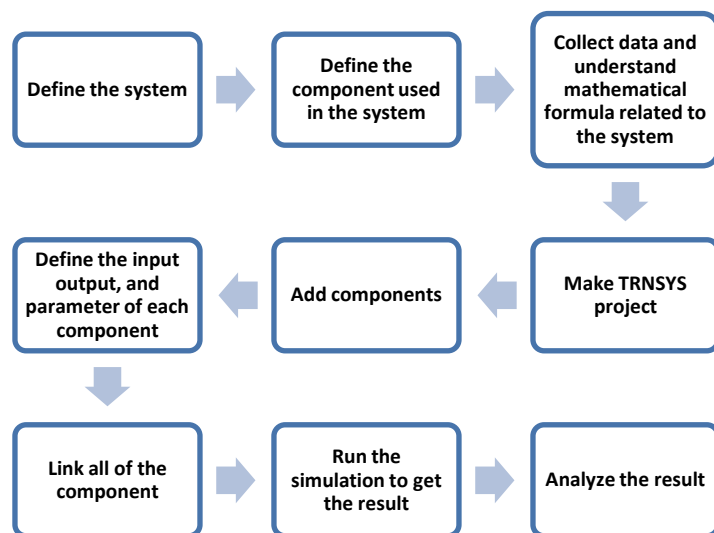 Define the system
Define the
component used
in the system
Collect data and
understand
mathematical
formula related to
the system
Make TRNSYS
project
Add components
Define the input
output, and
parameter of each
component
Link all of the
component
Run the
simulation to get
the result
Analyze the result